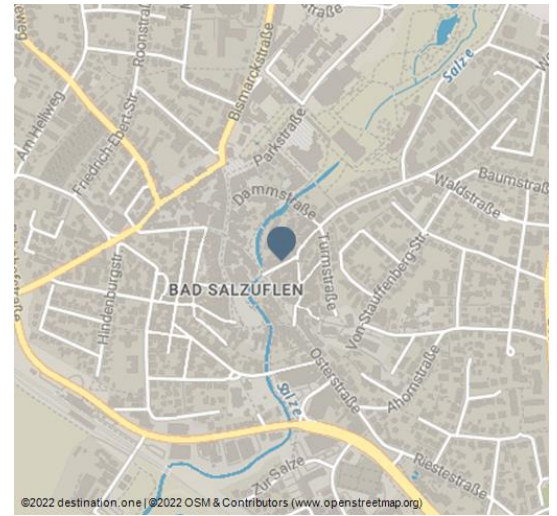 Roonstraße
Bismarckstraße
Salze
Am Hellweg
Friedrich-Ebert-Str.
Parkstraße
Dammstraße
Waldstraße
Baumstraße
Turmstraße
Von-Stauffenberg-Str.
Hindenburgstr.
BAD SALZUFLEN
Osterstraße
Ahornstraße
Salze
Zur Salze
Riestestraße
©2022 destination.one | ©2022 OSM & Contributors (www.openstreetmap.org)